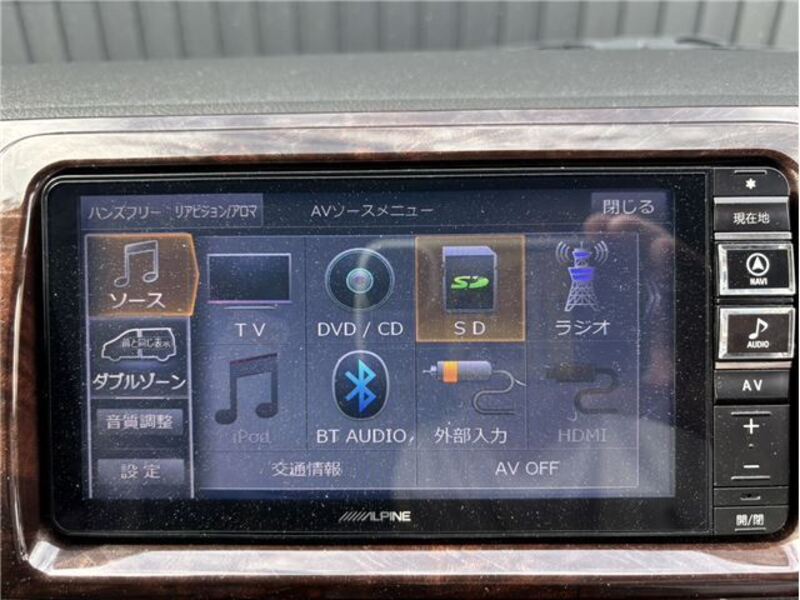 ハンズフリー リアビジョン/アロマ AVソースメニュー 閉じる
ソース
TV
DVD / CD
SD
ラジオ
前と同じ表示
ダブルゾーン
iPod
BT AUDIO
外部入力
HDMI
音質調整
設定
交通情報
AV OFF
ALPINE
現在地
NAVI
AUDIO
AV
+
−
開/閉